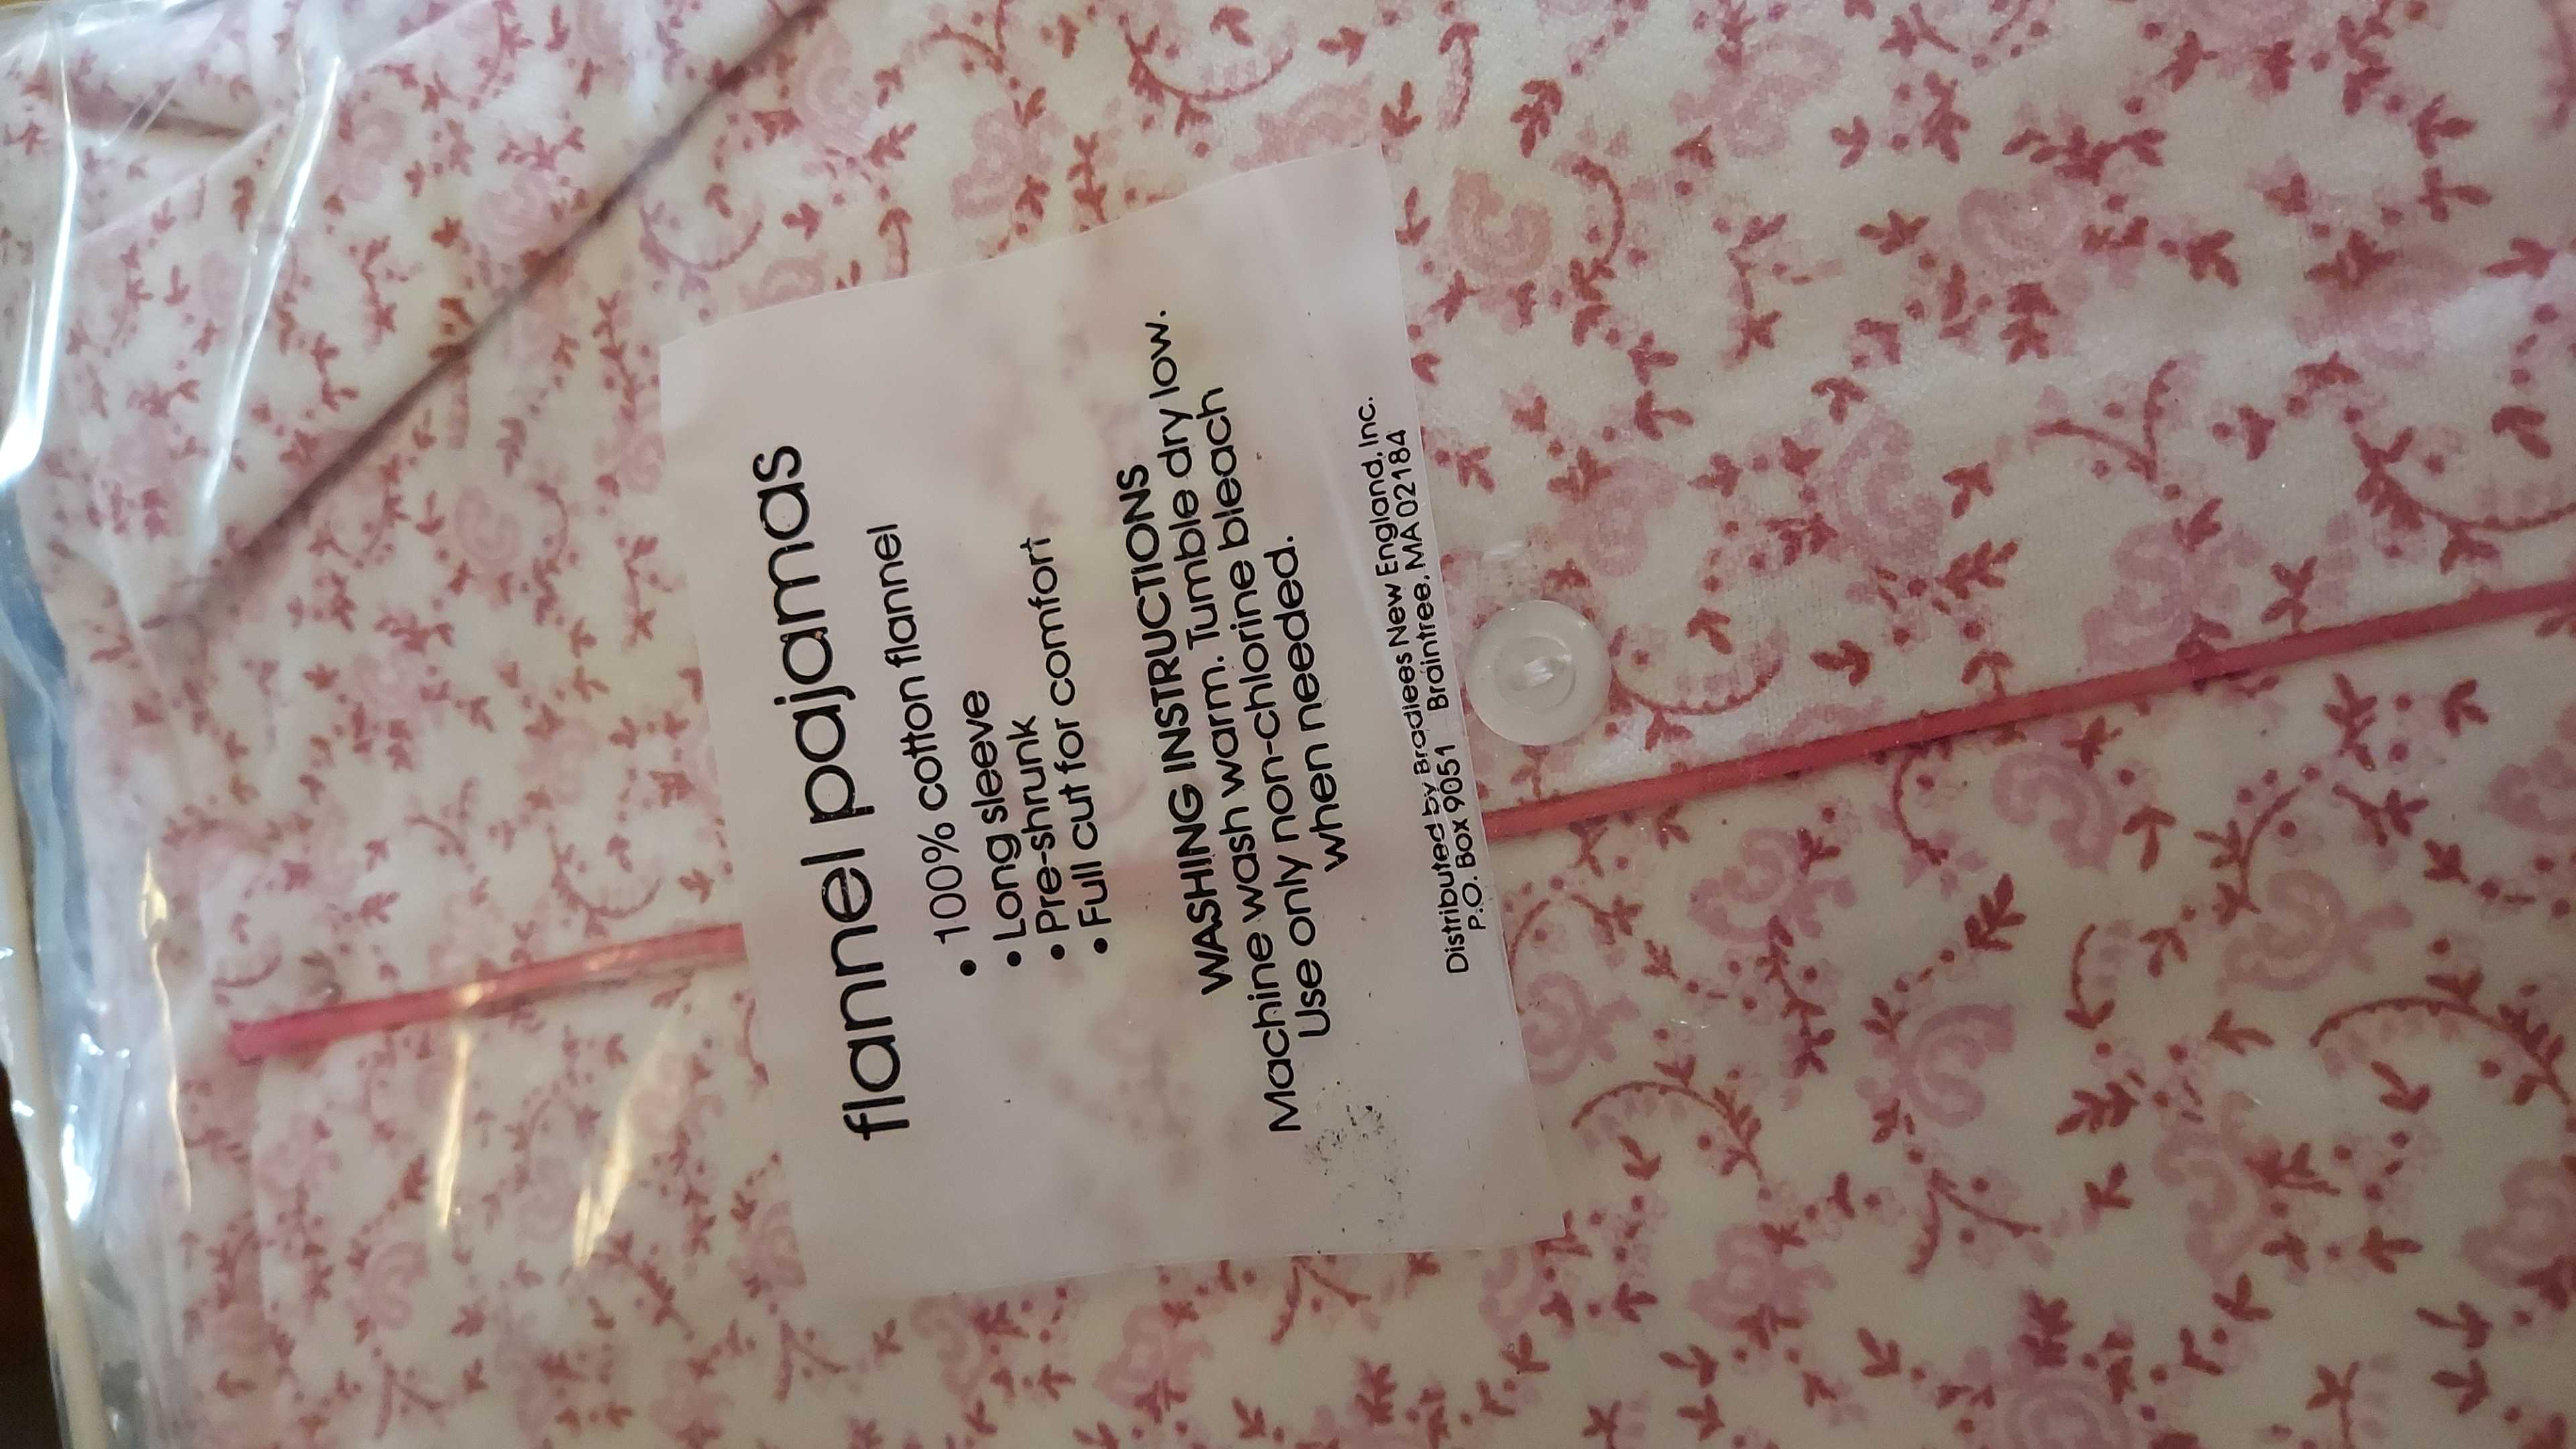 flannel pajamas
• 100% cotton flannel
• Long sleeve
• Pre-shrunk
• Full cut for comfort
WASHING INSTRUCTIONS
Machine wash warm. Tumble dry low.
Use only non-chlorine bleach
when needed.
Distributed by Bradlees New England, Inc.
P.O. Box 9051 Braintree, MA 02184